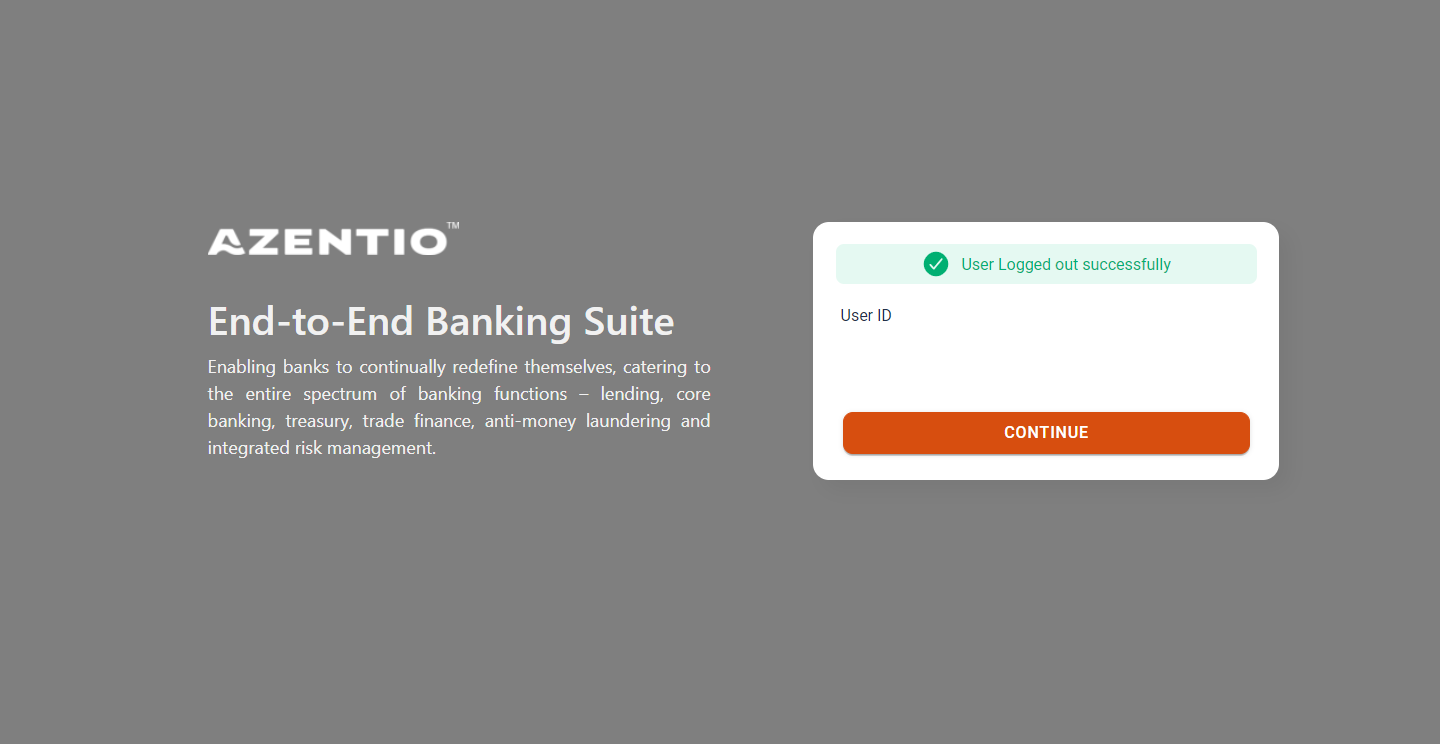 AZENTIO™
End-to-End Banking Suite
Enabling banks to continually redefine themselves, catering to
the entire spectrum of banking functions – lending, core
banking, treasury, trade finance, anti-money laundering and
integrated risk management.
User Logged out successfully
User ID
CONTINUE